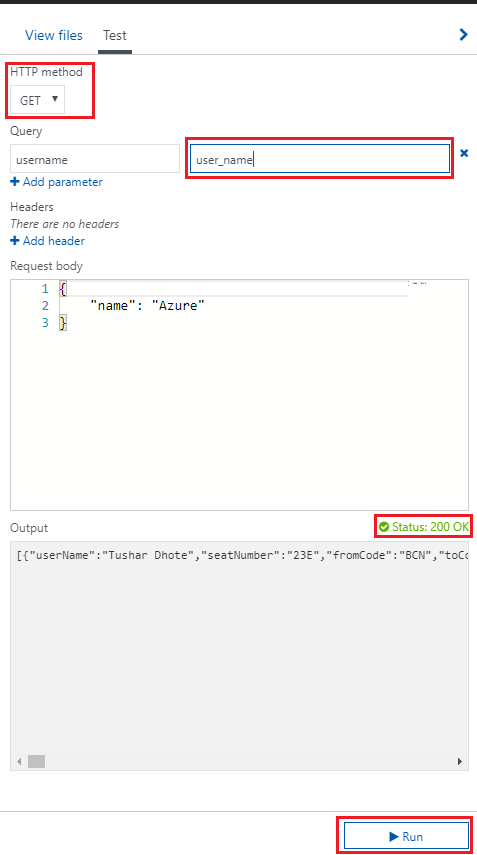 View files Test
HTTP method
GET
Query
username user_name
Add parameter
Headers
There are no headers
Add header
Request body
1 {
2 "name": "Azure"
3 }
Output Status: 200 OK
[{"userName":"Tushar Dhote","seatNumber":"23E","fromCode":"BCN","toCo
Run